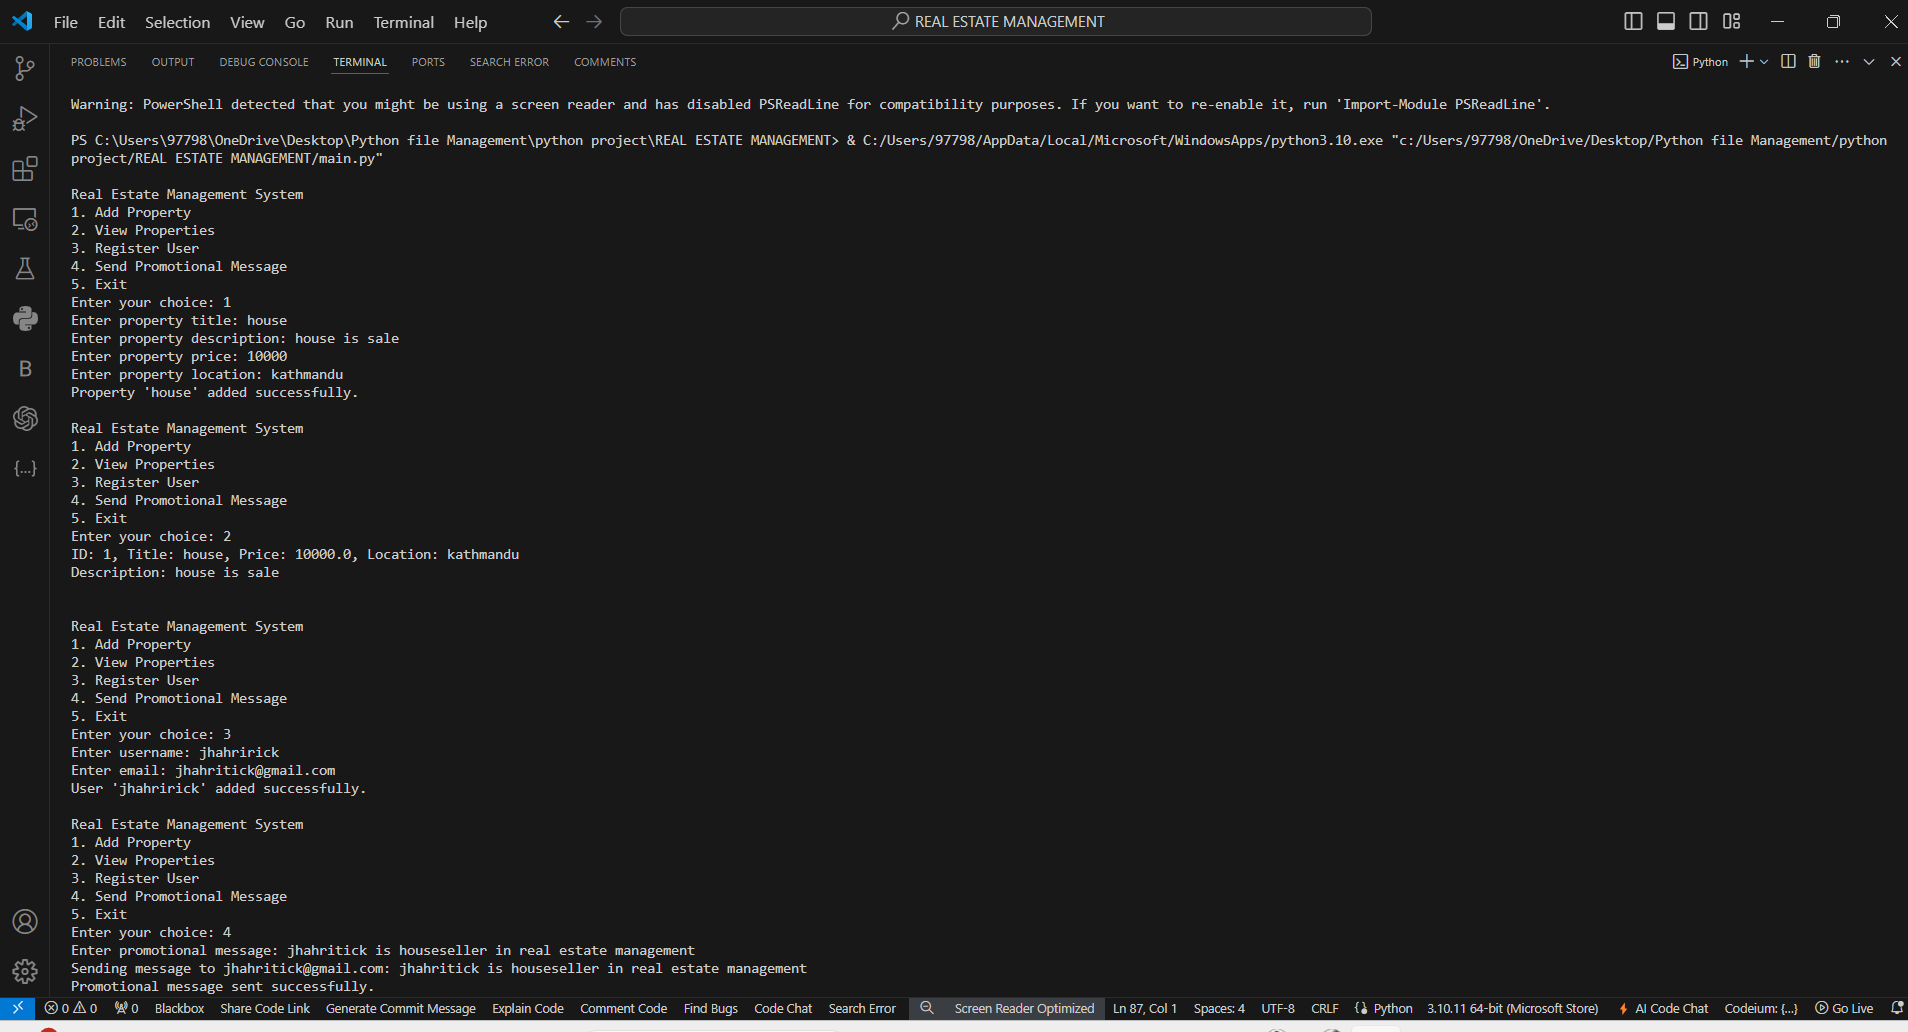 File Edit Selection View Go Run Terminal Help REAL ESTATE MANAGEMENT
PROBLEMS OUTPUT DEBUG CONSOLE TERMINAL PORTS SEARCH ERROR COMMENTS Python
Warning: PowerShell detected that you might be using a screen reader and has disabled PSReadLine for compatibility purposes. If you want to re-enable it, run 'Import-Module PSReadLine'.
PS C:\Users\97798\OneDrive\Desktop\Python file Management\python project\REAL ESTATE MANAGEMENT> & C:/Users/97798/AppData/Local/Microsoft/WindowsApps/python3.10.exe "c:/Users/97798/OneDrive/Desktop/Python file Management/python
project/REAL ESTATE MANAGEMENT/main.py"
Real Estate Management System
1. Add Property
2. View Properties
3. Register User
4. Send Promotional Message
5. Exit
Enter your choice: 1
Enter property title: house
Enter property description: house is sale
Enter property price: 10000
Enter property location: kathmandu
Property 'house' added successfully.
Real Estate Management System
1. Add Property
2. View Properties
3. Register User
4. Send Promotional Message
5. Exit
Enter your choice: 2
ID: 1, Title: house, Price: 10000.0, Location: kathmandu
Description: house is sale
Real Estate Management System
1. Add Property
2. View Properties
3. Register User
4. Send Promotional Message
5. Exit
Enter your choice: 3
Enter username: jhahririck
Enter email: jhahritick@gmail.com
User 'jhahririck' added successfully.
Real Estate Management System
1. Add Property
2. View Properties
3. Register User
4. Send Promotional Message
5. Exit
Enter your choice: 4
Enter promotional message: jhahritick is houseseller in real estate management
Sending message to jhahritick@gmail.com: jhahritick is houseseller in real estate management
Promotional message sent successfully.
0 0 0 Blackbox Share Code Link Generate Commit Message Explain Code Comment Code Find Bugs Code Chat Search Error Screen Reader Optimized Ln 87, Col 1 Spaces: 4 UTF-8 CRLF Python 3.10.11 64-bit (Microsoft Store) AI Code Chat Codeium: {...} Go Live